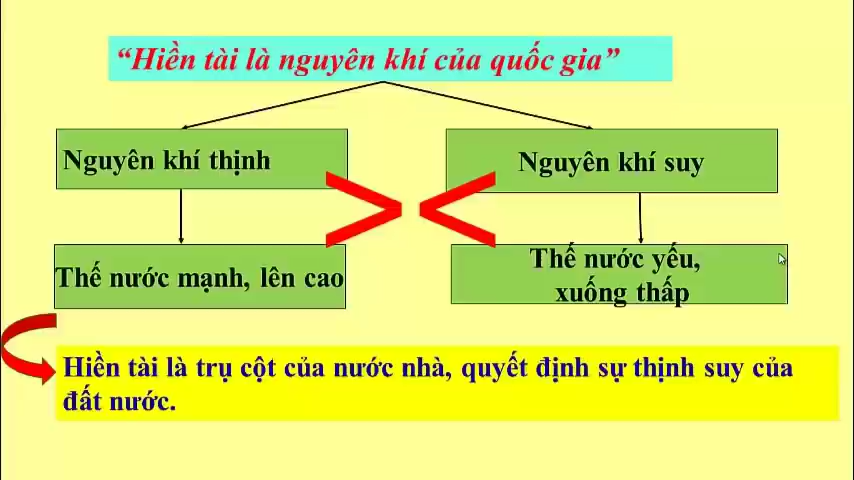 “Hiền tài là nguyên khí của quốc gia”
Nguyên khí thịnh
Nguyên khí suy
Thế nước mạnh, lên cao
Thế nước yếu,
xuống thấp
Hiền tài là trụ cột của nước nhà, quyết định sự thịnh suy của
đất nước.